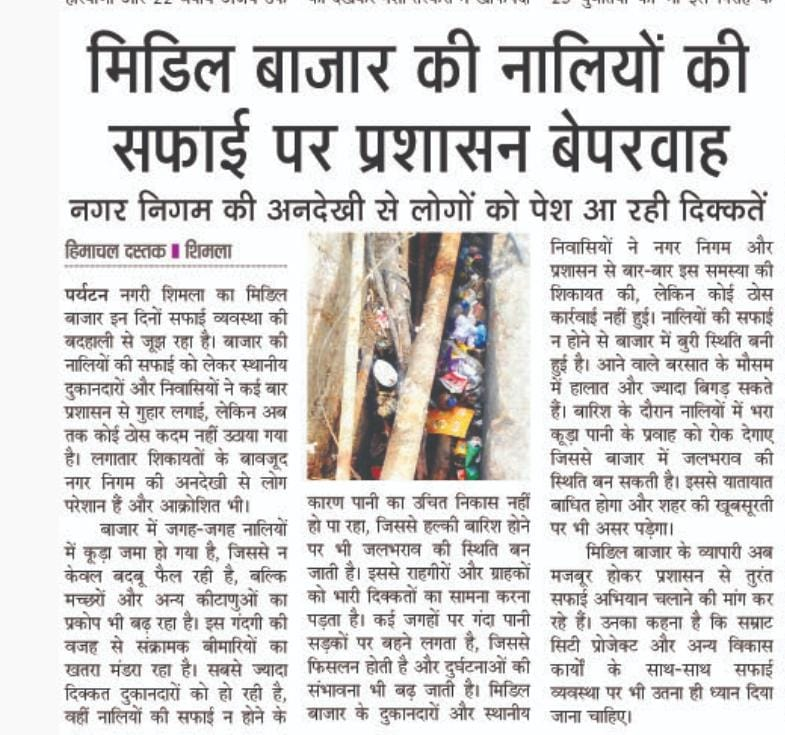 मिडिल बाजार की नालियों की
सफाई पर प्रशासन बेपरवाह
नगर निगम की अनदेखी से लोगों को पेश आ रही दिक्कतें
हिमाचल दस्तक ▮ शिमला
पर्यटन नगरी शिमला का मिडिल
बाजार इन दिनों सफाई व्यवस्था की
बदहाली से जूझ रहा है। बाजार की
नालियों की सफाई को लेकर स्थानीय
दुकानदारों और निवासियों ने कई बार
प्रशासन से गुहार लगाई, लेकिन अब
तक कोई ठोस कदम नहीं उठाया गया
है। लगातार शिकायतों के बावजूद
नगर निगम की अनदेखी से लोग
परेशान हैं और आक्रोशित भी।
बाजार में जगह-जगह नालियों
में कूड़ा जमा हो गया है, जिससे न
केवल बदबू फैल रही है, बल्कि
मच्छरों और अन्य कीटाणुओं का
प्रकोप भी बढ़ रहा है। इस गंदगी की
वजह से संक्रामक बीमारियों का
खतरा मंडरा रहा है। सबसे ज्यादा
दिक्कत दुकानदारों को हो रही है,
वहीं नालियों की सफाई न होने के
कारण पानी का उचित निकास नहीं
हो पा रहा, जिससे हल्की बारिश होने
पर भी जलभराव की स्थिति बन
जाती है। इससे राहगीरों और ग्राहकों
को भारी दिक्कतों का सामना करना
पड़ता है। कई जगहों पर गंदा पानी
सड़कों पर बहने लगता है, जिससे
फिसलन होती है और दुर्घटनाओं की
संभावना भी बढ़ जाती है। मिडिल
बाजार के दुकानदारों और स्थानीय
निवासियों ने नगर निगम और
प्रशासन से बार-बार इस समस्या की
शिकायत की, लेकिन कोई ठोस
कार्रवाई नहीं हुई। नालियों की सफाई
न होने से बाजार में बुरी स्थिति बनी
हुई है। आने वाले बरसात के मौसम
में हालात और ज्यादा बिगड़ सकते
हैं। बारिश के दौरान नालियों में भरा
कूड़ा पानी के प्रवाह को रोक देगाए
जिससे बाजार में जलभराव की
स्थिति बन सकती है। इससे यातायात
बाधित होगा और शहर की खूबसूरती
पर भी असर पड़ेगा।
मिडिल बाजार के व्यापारी अब
मजबूर होकर प्रशासन से तुरंत
सफाई अभियान चलाने की मांग कर
रहे हैं। उनका कहना है कि सम्राट
सिटी प्रोजेक्ट और अन्य विकास
कार्यों के साथ-साथ सफाई
व्यवस्था पर भी उतना ही ध्यान दिया
जाना चाहिए।